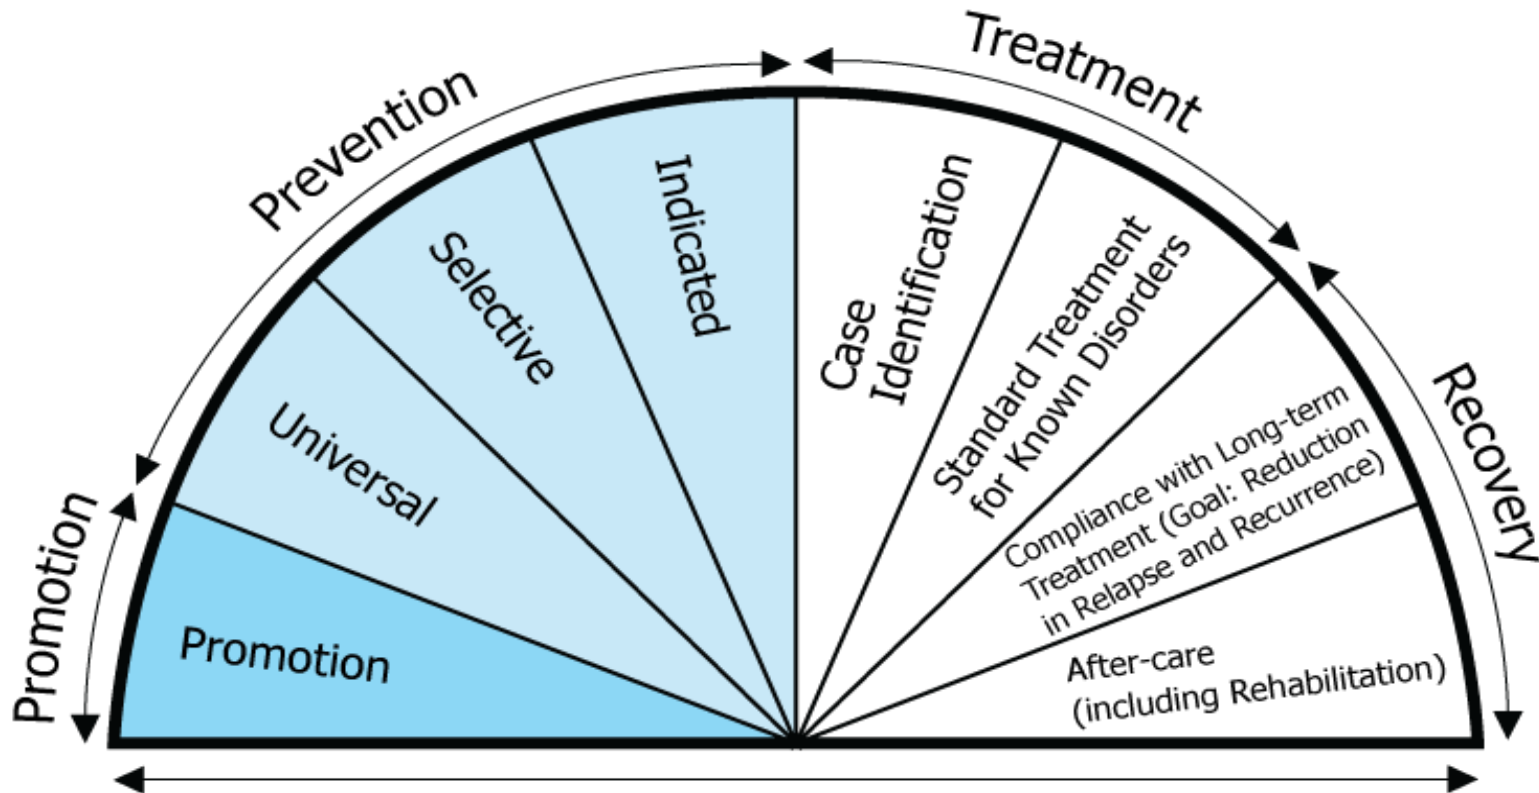 Promotion
Prevention
Treatment
Recovery
Promotion
Universal
Selective
Indicated
Case
Identification
Standard Treatment
for Known Disorders
Compliance with Long-term
Treatment (Goal: Reduction
in Relapse and Recurrence)
After-care
(including Rehabilitation)